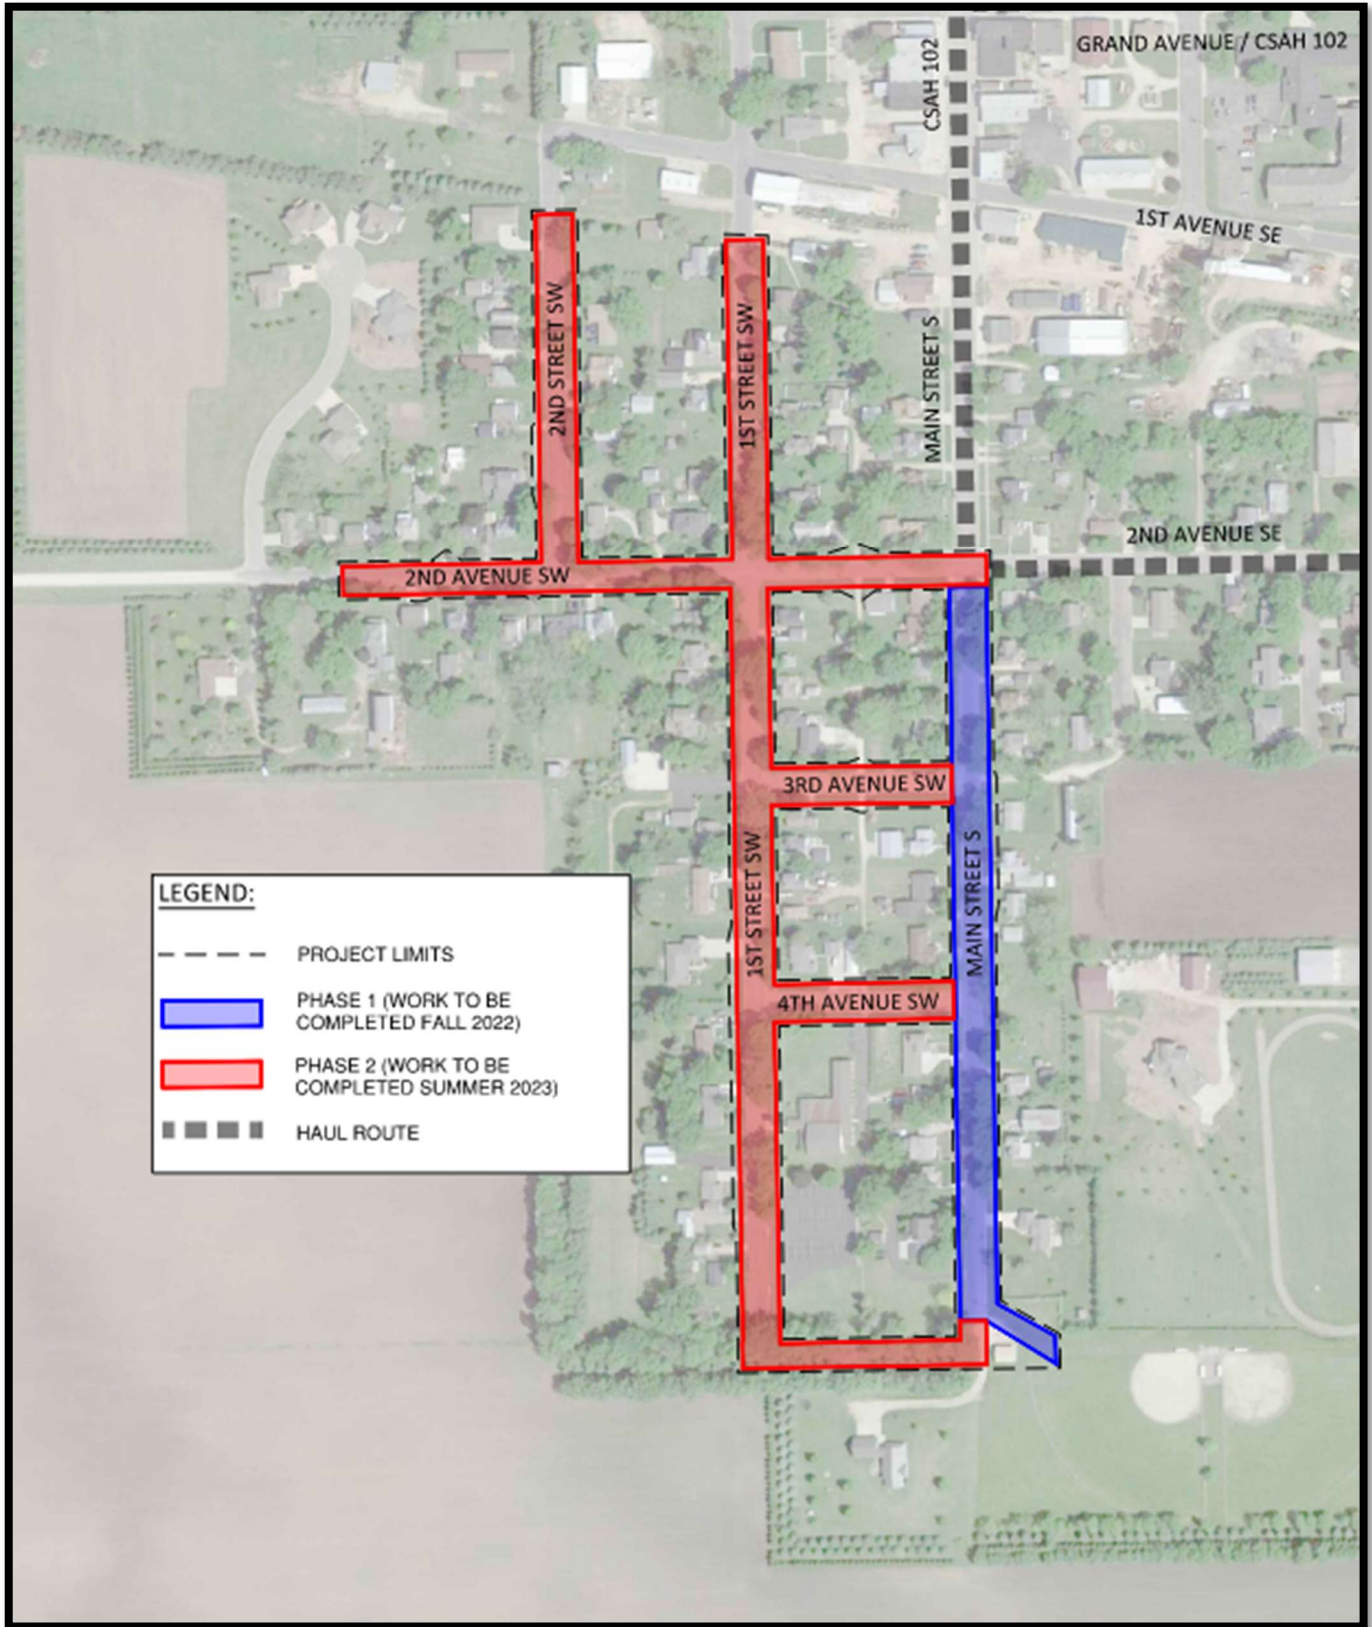 GRAND AVENUE / CSAH 102
CSAH 102
1ST AVENUE SE
2ND STREET SW
1ST STREET SW
MAIN STREET S
2ND AVENUE SE
2ND AVENUE SW
3RD AVENUE SW
1ST STREET SW
MAIN STREET S
4TH AVENUE SW
LEGEND:
PROJECT LIMITS
PHASE 1 (WORK TO BE
COMPLETED FALL 2022)
PHASE 2 (WORK TO BE
COMPLETED SUMMER 2023)
HAUL ROUTE